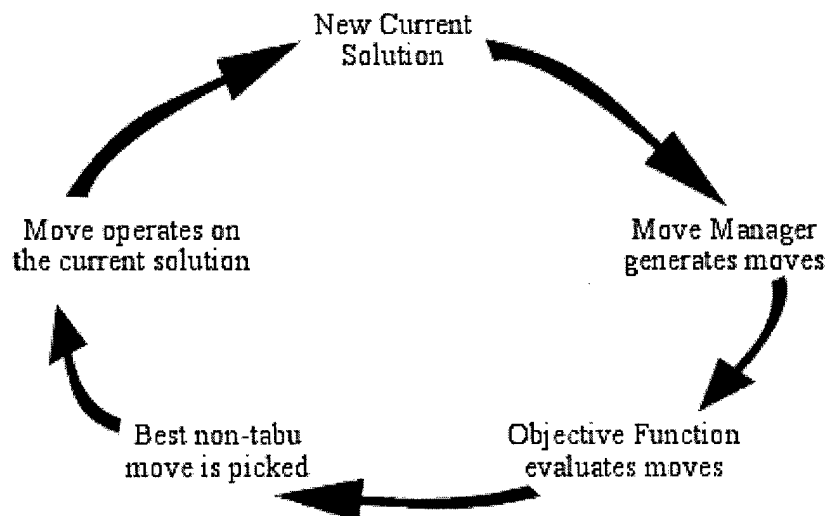 New Current
Solution
Move Manager
generates moves
Objective Function
evaluates moves
Best non-tabu
move is picked
Move operates on
the current solution